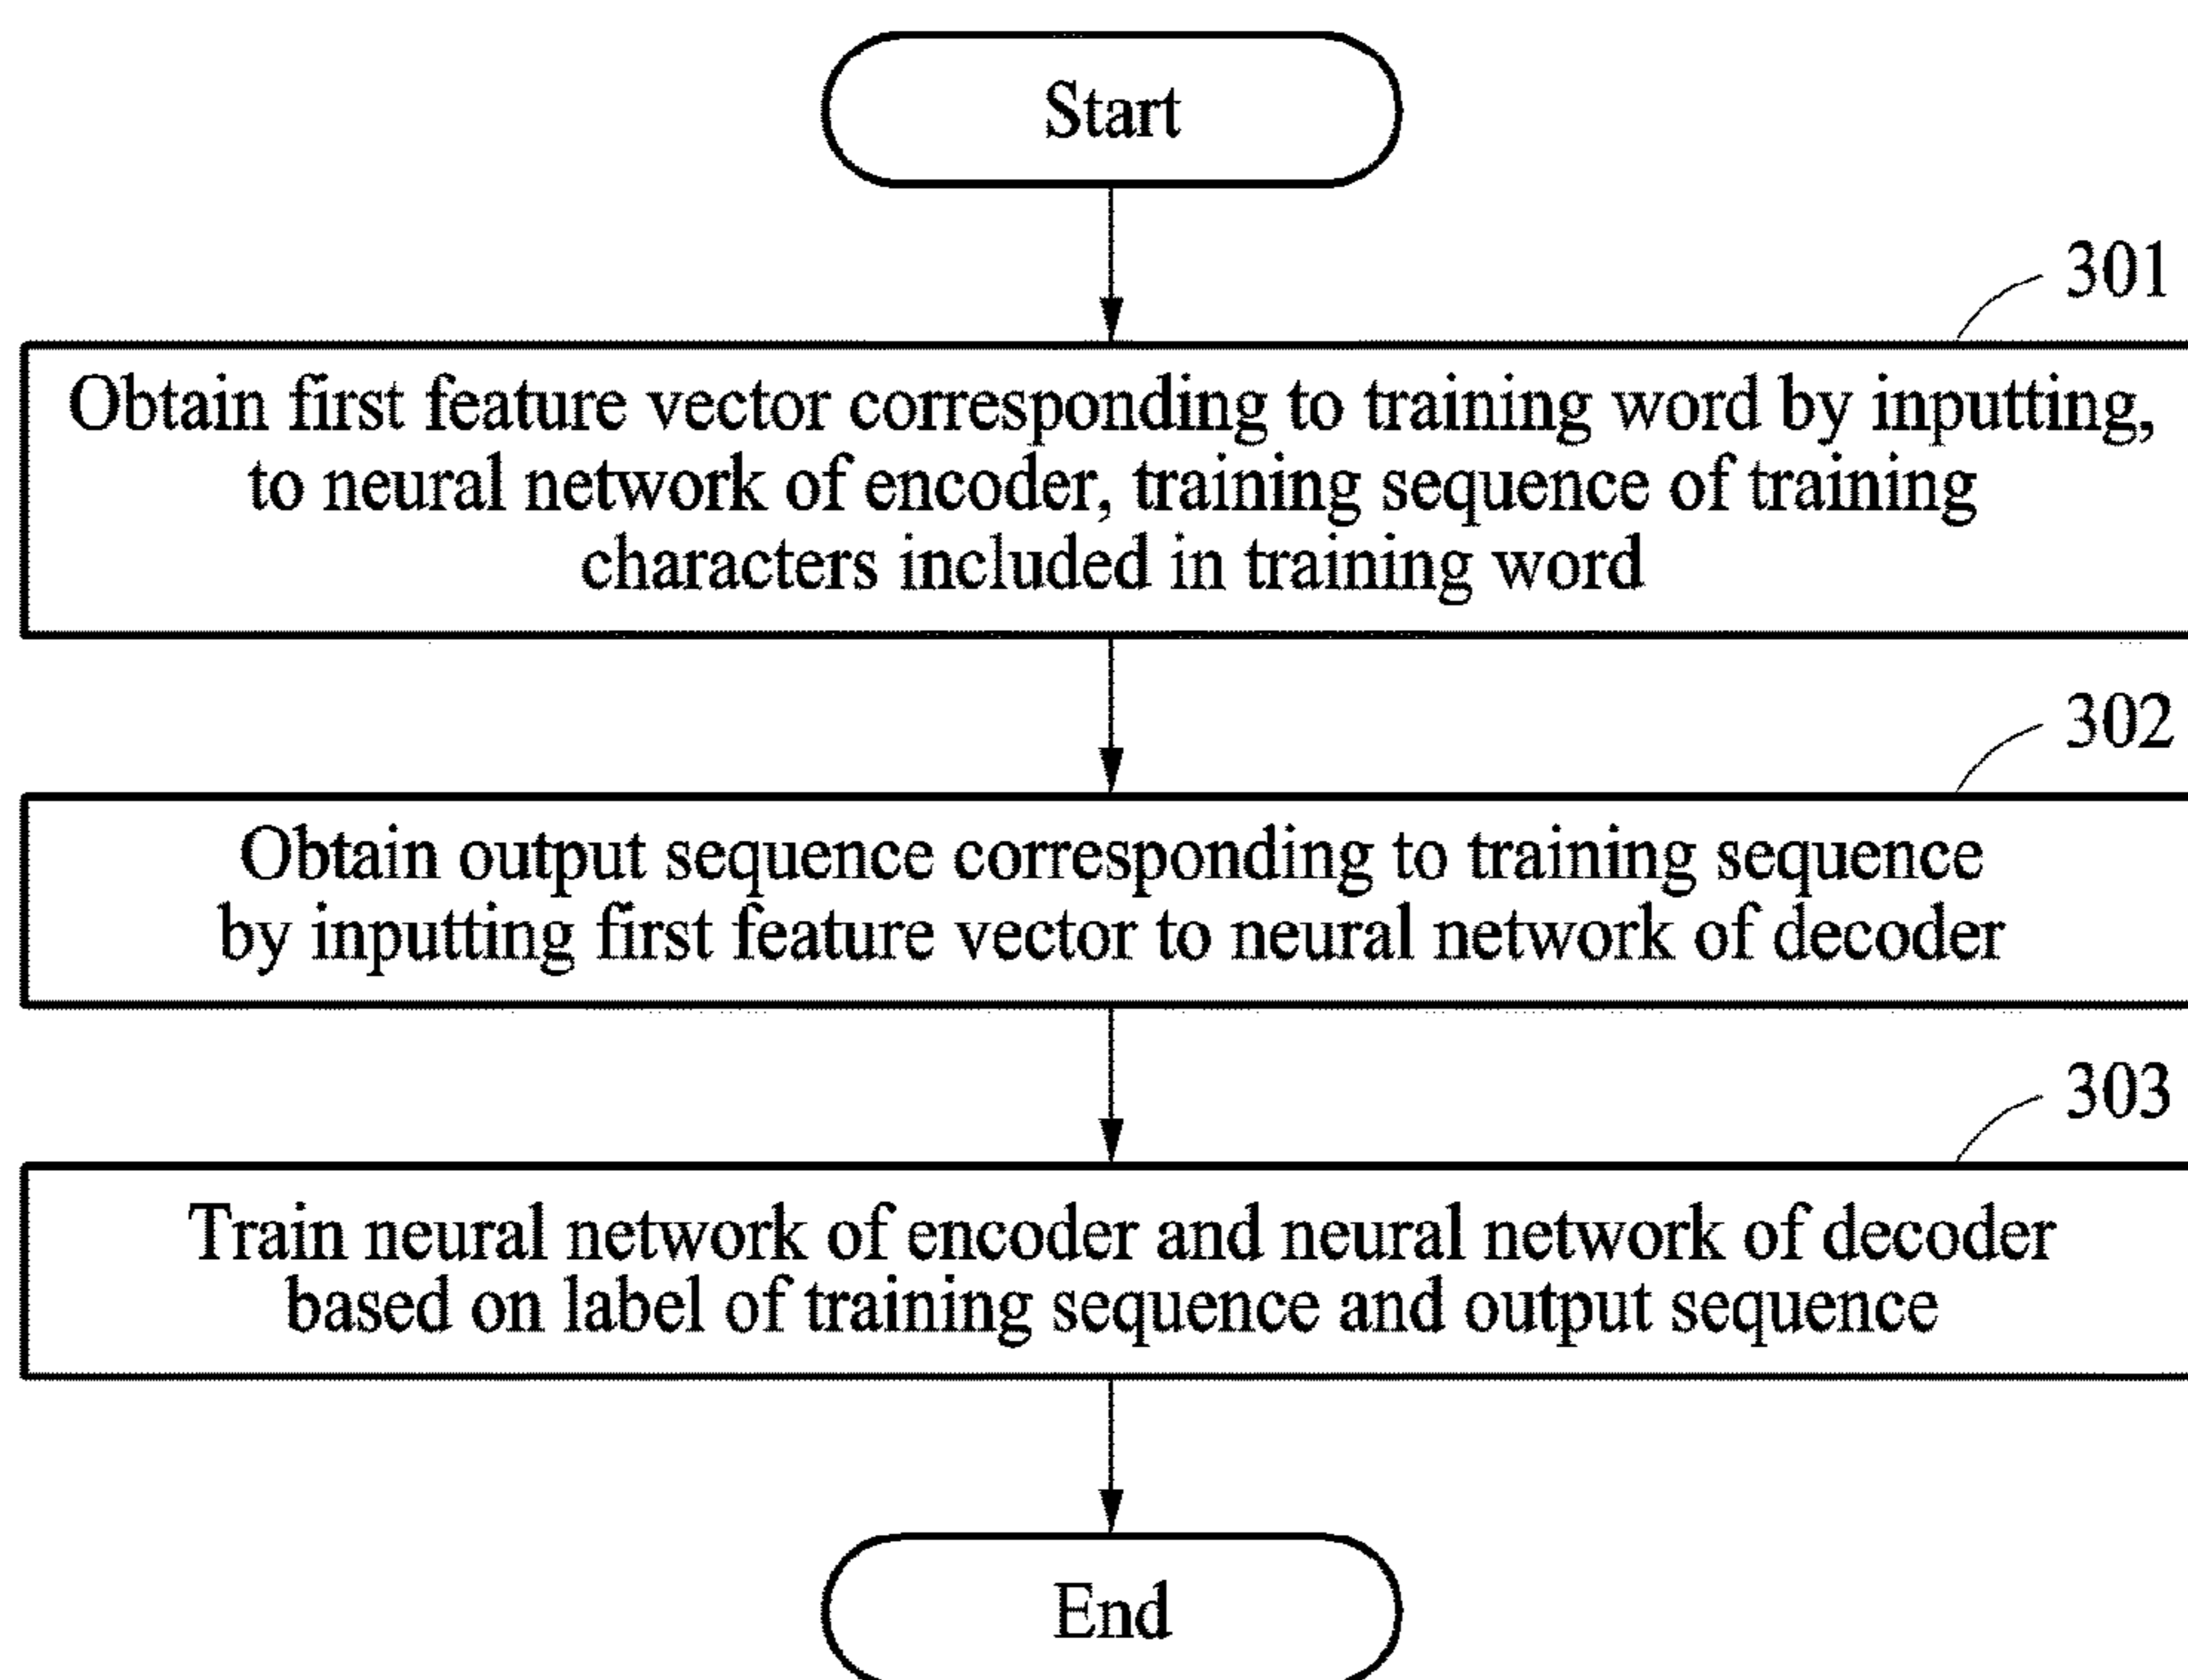 Start
301
Obtain first feature vector corresponding to training word by inputting,
to neural network of encoder, training sequence of training
characters included in training word
302
Obtain output sequence corresponding to training sequence
by inputting first feature vector to neural network of decoder
303
Train neural network of encoder and neural network of decoder
based on label of training sequence and output sequence
End